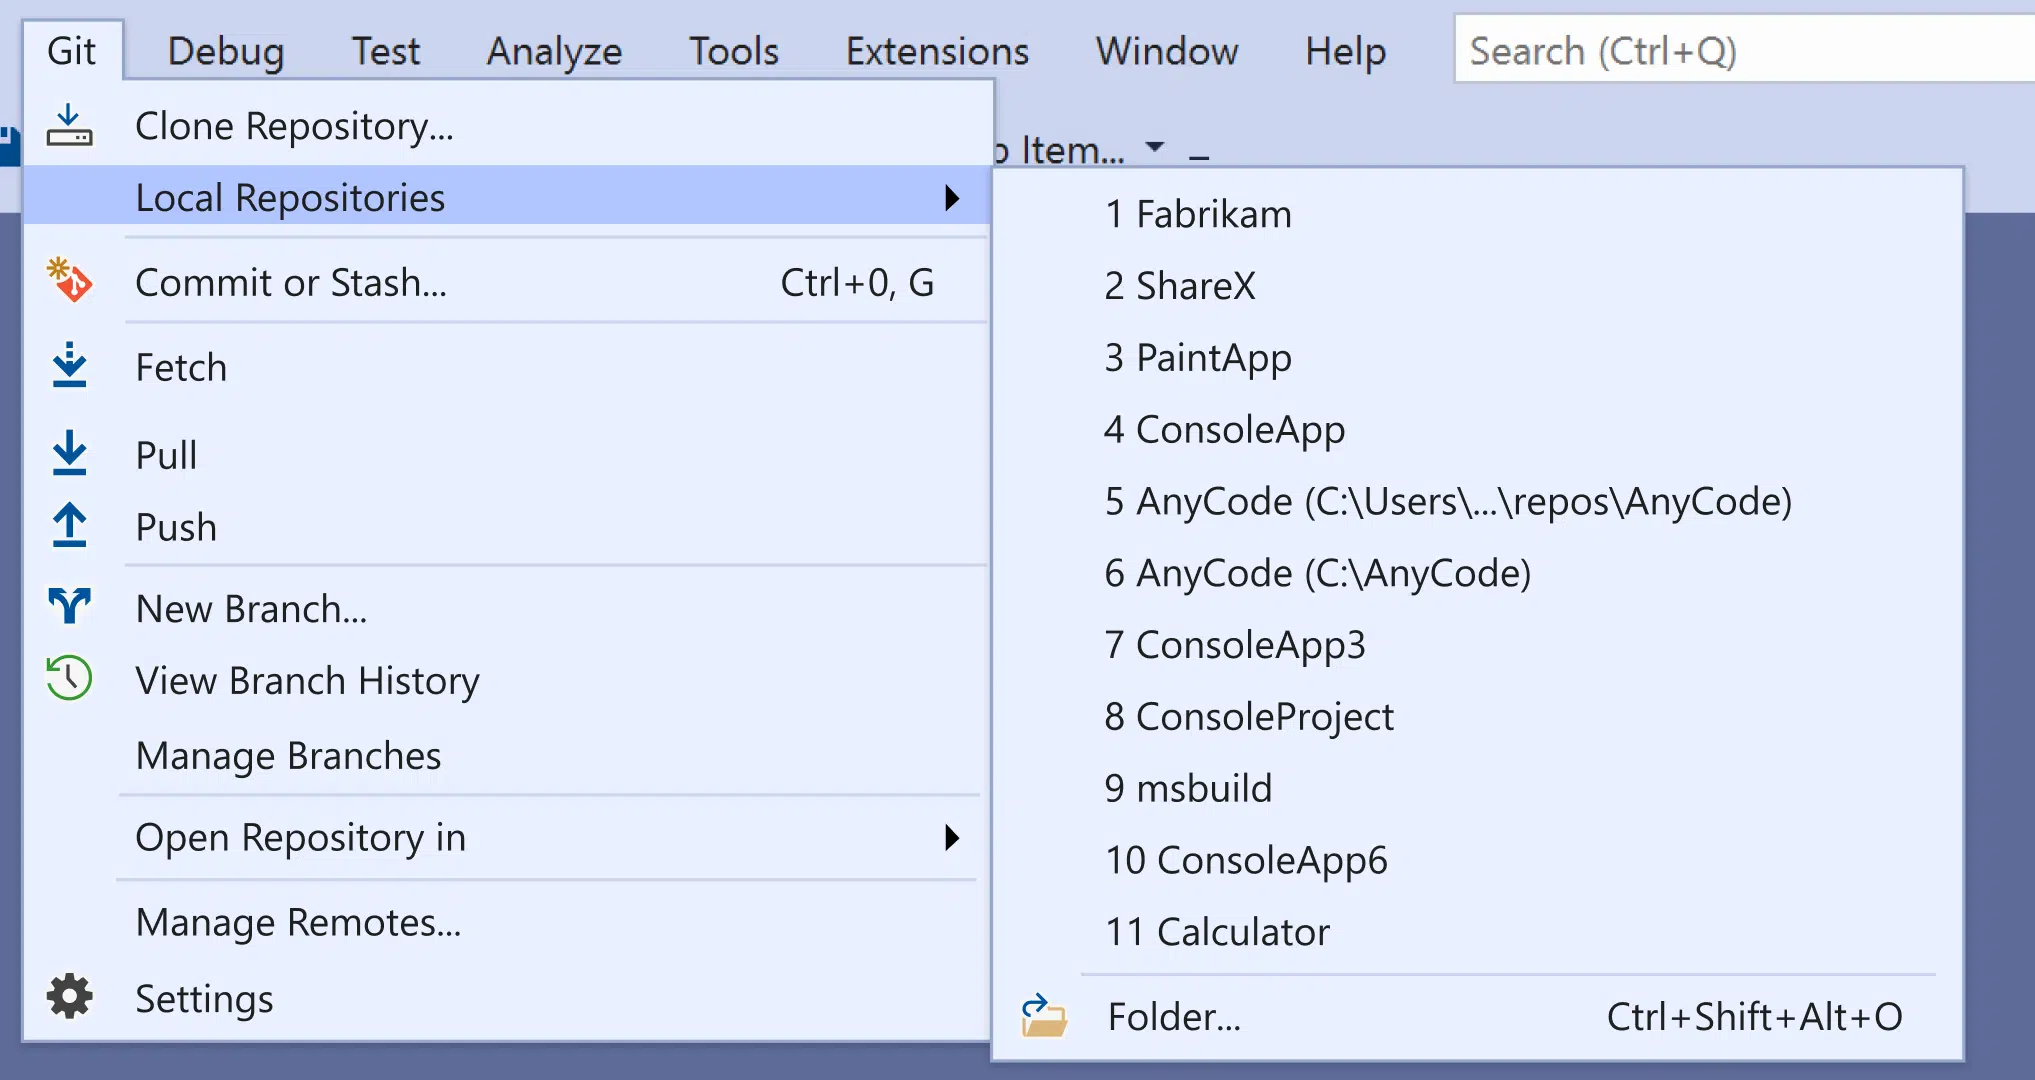 Git Debug Test Analyze Tools Extensions Window Help Search (Ctrl+Q)
Clone Repository...
Item...
Local Repositories
Commit or Stash... Ctrl+0, G
Fetch
Pull
Push
New Branch...
View Branch History
Manage Branches
Open Repository in
Manage Remotes...
Settings
1 Fabrikam
2 ShareX
3 PaintApp
4 ConsoleApp
5 AnyCode (C:\Users\...\repos\AnyCode)
6 AnyCode (C:\AnyCode)
7 ConsoleApp3
8 ConsoleProject
9 msbuild
10 ConsoleApp6
11 Calculator
Folder... Ctrl+Shift+Alt+O